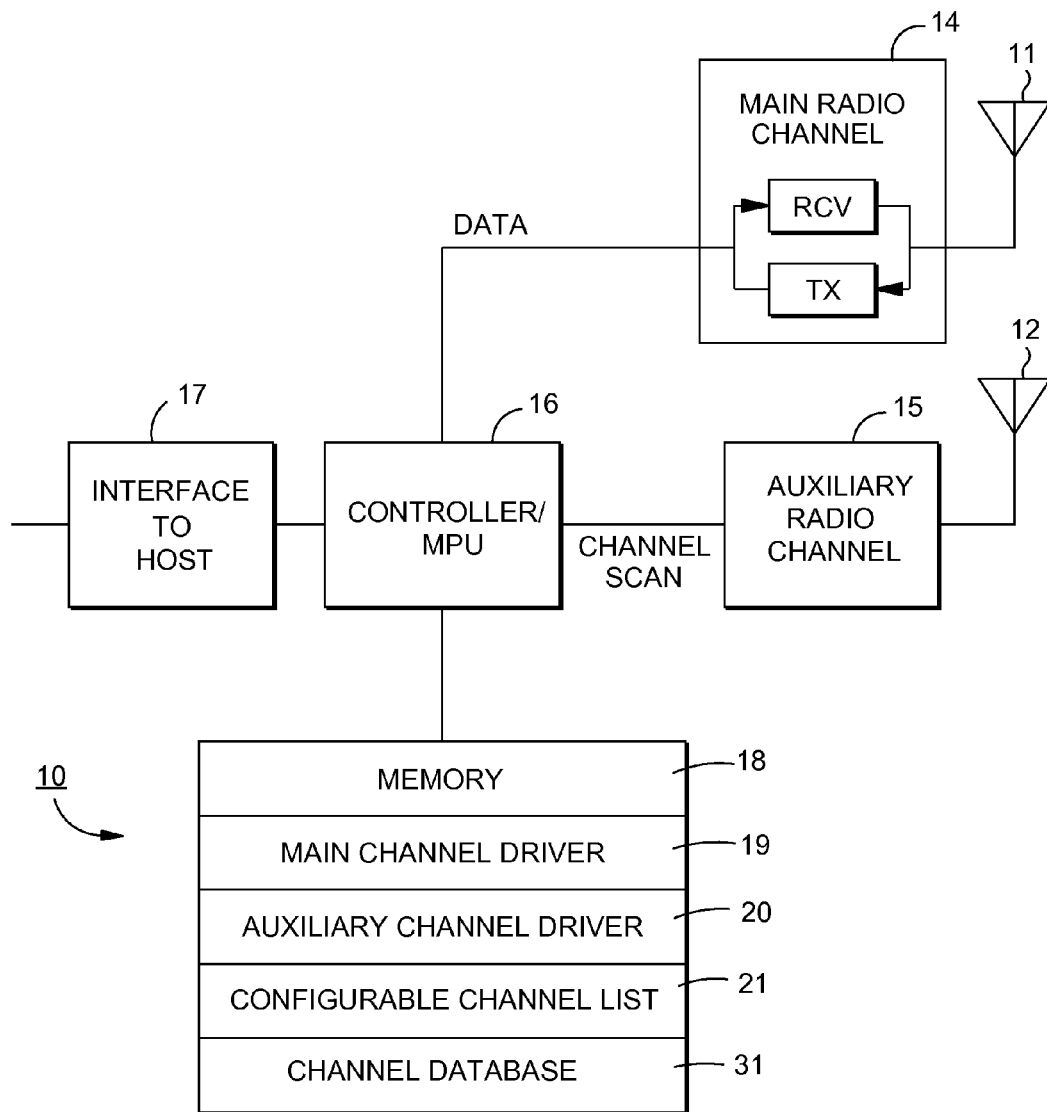 14
11
MAIN RADIO
CHANNEL
RCV
DATA
TX
12
17
16
15
INTERFACE
TO
HOST
CONTROLLER/
MPU
CHANNEL
SCAN
AUXILIARY
RADIO
CHANNEL
10
MEMORY
18
MAIN CHANNEL DRIVER
19
AUXILIARY CHANNEL DRIVER
20
CONFIGURABLE CHANNEL LIST
21
CHANNEL DATABASE
31